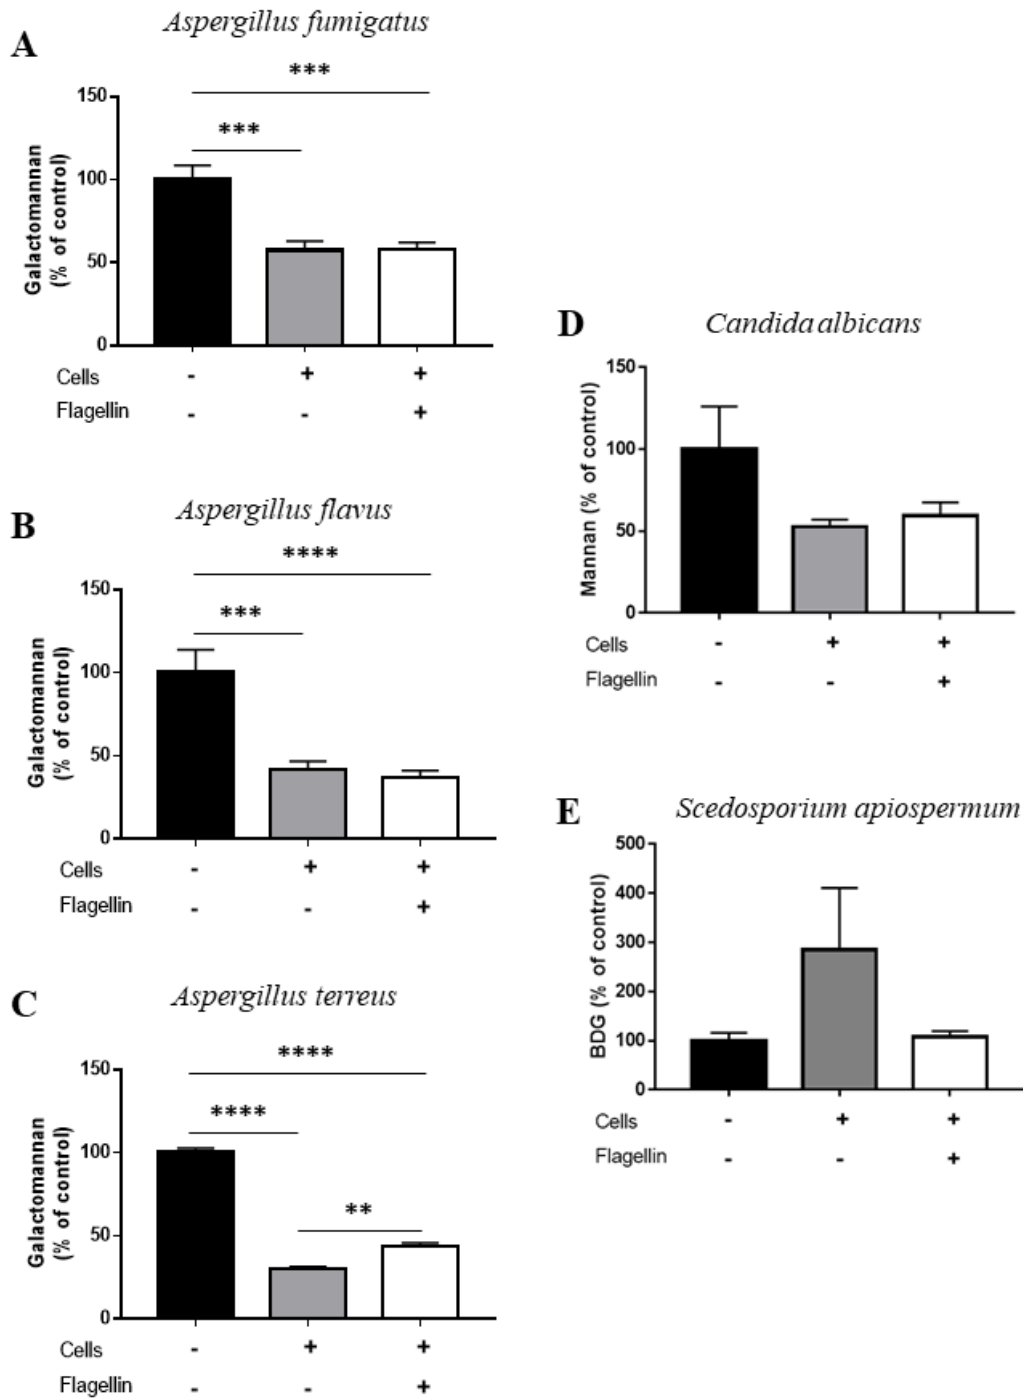 A
Aspergillus fumigatus
***
***
Galactomannan
(% of control)
150
100
50
0
Cells - + +
Flagellin - - +
B
Aspergillus flavus
****
***
Galactomannan
(% of control)
150
100
50
0
Cells - + +
Flagellin - - +
C
Aspergillus terreus
****
****
**
Galactomannan
(% of control)
150
100
50
0
Cells - + +
Flagellin - - +
D
Candida albicans
Mannan (% of control)
150
100
50
0
Cells - + +
Flagellin - - +
E
Scedosporium apiospermum
BDG (% of control)
500
400
300
200
100
0
Cells - + +
Flagellin - - +